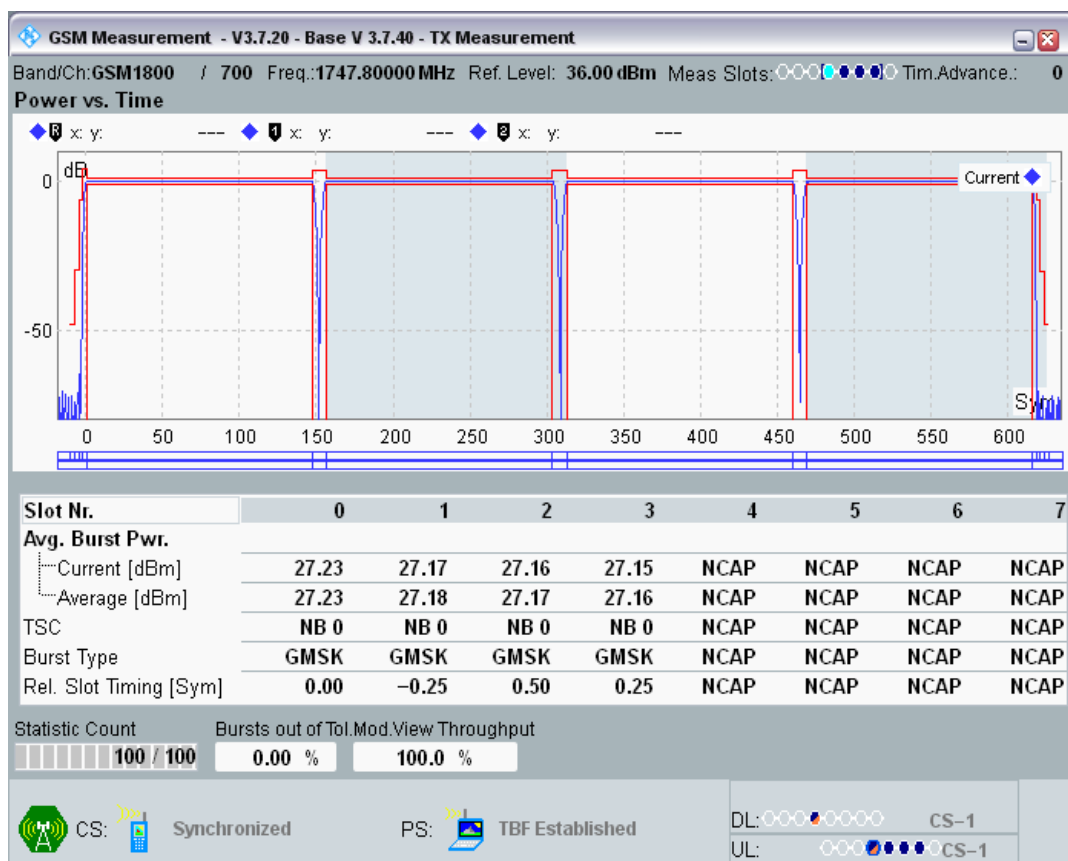 GSM Measurement - V3.7.20 - Base V 3.7.40 - TX Measurement
Band/Ch:GSM1800 / 700 Freq.:1747.80000 MHz Ref. Level: 36.00 dBm Meas Slots: Tim.Advance.: 0
Power vs. Time
R x: y: --- 1 x: y: --- 2 x: y: ---
dB
Current
0
-50
Sym
0 50 100 150 200 250 300 350 400 450 500 550 600
Slot Nr. 0 1 2 3 4 5 6 7
Avg. Burst Pwr.
Current [dBm] 27.23 27.17 27.16 27.15 NCAP NCAP NCAP NCAP
Average [dBm] 27.23 27.18 27.17 27.16 NCAP NCAP NCAP NCAP
TSC NB 0 NB 0 NB 0 NB 0 NCAP NCAP NCAP NCAP
Burst Type GMSK GMSK GMSK GMSK NCAP NCAP NCAP NCAP
Rel. Slot Timing [Sym] 0.00 −0.25 0.50 0.25 NCAP NCAP NCAP NCAP
Statistic Count Bursts out of Tol.Mod.View Throughput
100 / 100 0.00 % 100.0 %
CS: Synchronized PS: TBF Established
DL: CS−1
UL: CS−1